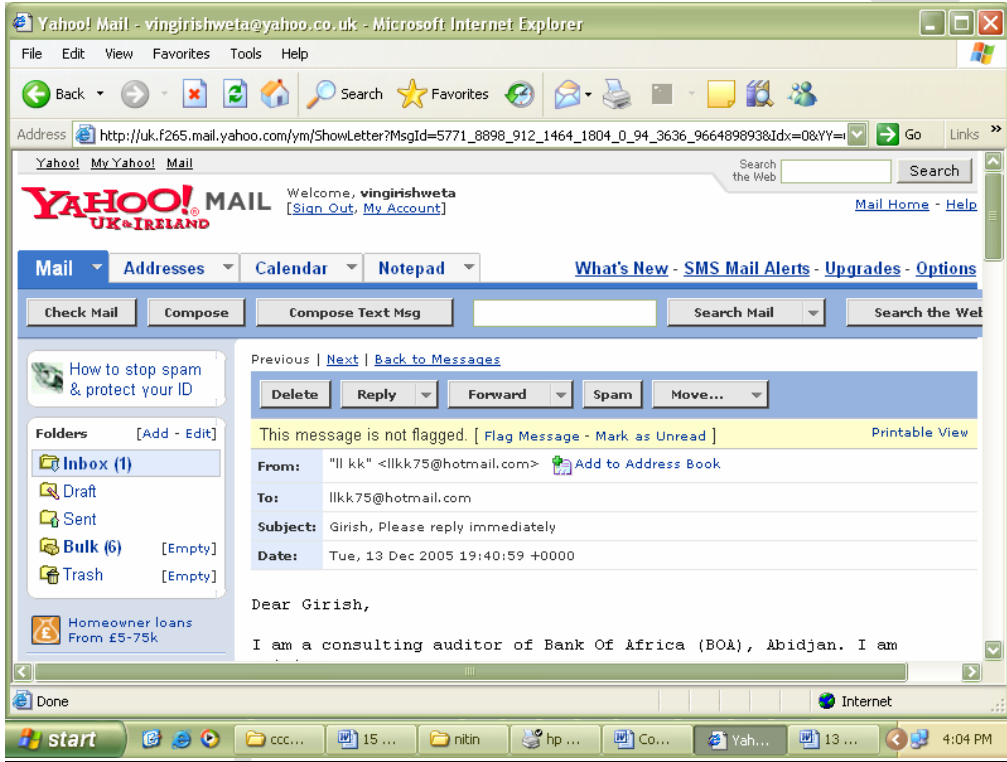 Yahoo! Mail - vingirishweta@yahoo.co.uk - Microsoft Internet Explorer
File Edit View Favorites Tools Help
Back Search Favorites
Address http://uk.f265.mail.yahoo.com/ym/ShowLetter?MsgId=5771_8898_912_1464_1804_0_94_3636_966489893&Idx=0&YY= Go Links »
Yahoo! My Yahoo! Mail
Search the Web Search
YAHOO! MAIL
UK & IRELAND
Welcome, vingirishweta
[Sign Out, My Account]
Mail Home - Help
Mail Addresses Calendar Notepad What's New - SMS Mail Alerts - Upgrades - Options
Check Mail Compose Compose Text Msg Search Mail Search the Web
How to stop spam
& protect your ID
Folders [Add - Edit]
Inbox (1)
Draft
Sent
Bulk (6) [Empty]
Trash [Empty]
Homeowner loans
From £5-75k
Previous | Next | Back to Messages
Delete Reply Forward Spam Move...
This message is not flagged. [ Flag Message - Mark as Unread ] Printable View
From: "ll kk" <llkk75@hotmail.com> Add to Address Book
To: llkk75@hotmail.com
Subject: Girish, Please reply immediately
Date: Tue, 13 Dec 2005 19:40:59 +0000
Dear Girish,
I am a consulting auditor of Bank Of Africa (BOA), Abidjan. I am
Done Internet
start ccc... 15 ... nitin hp ... Co... Yah... 13 ... 4:04 PM